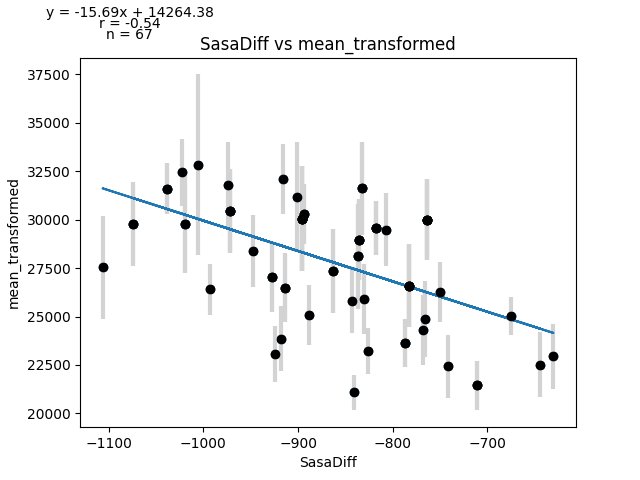 y = -15.69x + 14264.38
r = -0.54
n = 67
SasaDiff vs mean_transformed
mean_transformed
37500
35000
32500
30000
27500
25000
22500
20000
−1100 −1000 −900 −800 −700
SasaDiff